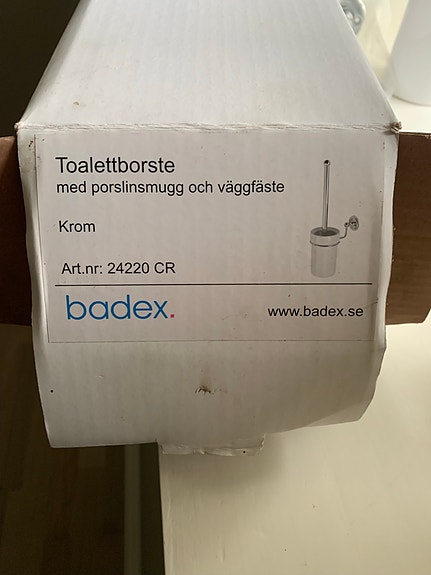 Toalettborste
med porslinsmugg och väggfäste
Krom
Art.nr: 24220 CR
badex.
www.badex.se